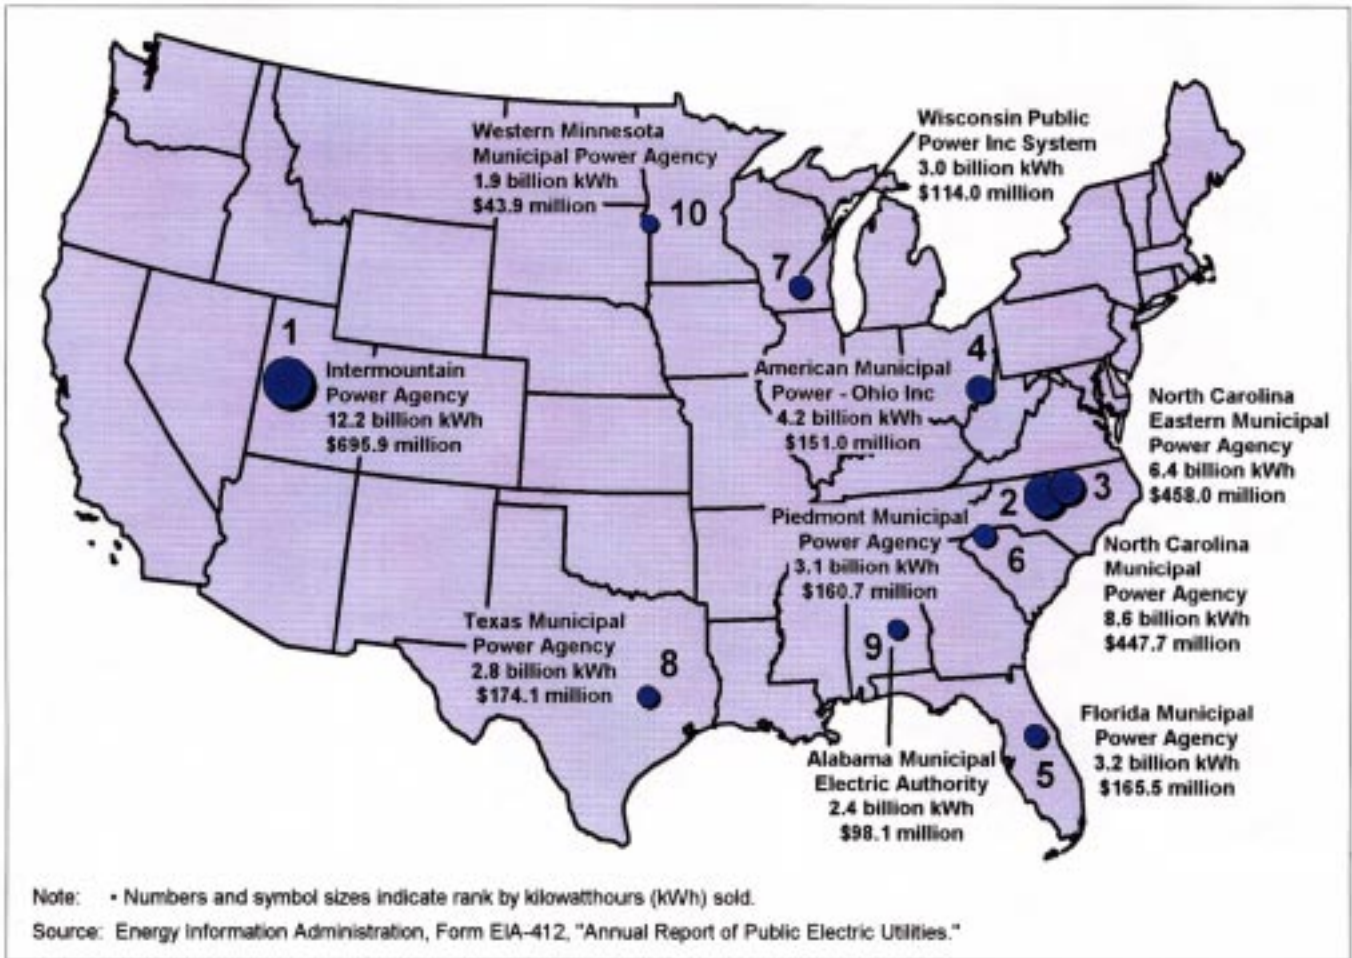 Western Minnesota
Municipal Power Agency
1.9 billion kWh
$43.9 million
10
Wisconsin Public
Power Inc System
3.0 billion kWh
$114.0 million
7
1
Intermountain
Power Agency
12.2 billion kWh
$695.9 million
4
American Municipal
Power - Ohio Inc
4.2 billion kWh
$151.0 million
North Carolina
Eastern Municipal
Power Agency
6.4 billion kWh
$458.0 million
2
3
Piedmont Municipal
Power Agency
3.1 billion kWh
$160.7 million
6
North Carolina
Municipal
Power Agency
8.6 billion kWh
$447.7 million
Texas Municipal
Power Agency
2.8 billion kWh
$174.1 million
8
9
Alabama Municipal
Electric Authority
2.4 billion kWh
$98.1 million
Florida Municipal
Power Agency
3.2 billion kWh
$165.5 million
5
Note: • Numbers and symbol sizes indicate rank by kilowatthours (kWh) sold.
Source: Energy Information Administration, Form EIA-412, "Annual Report of Public Electric Utilities."